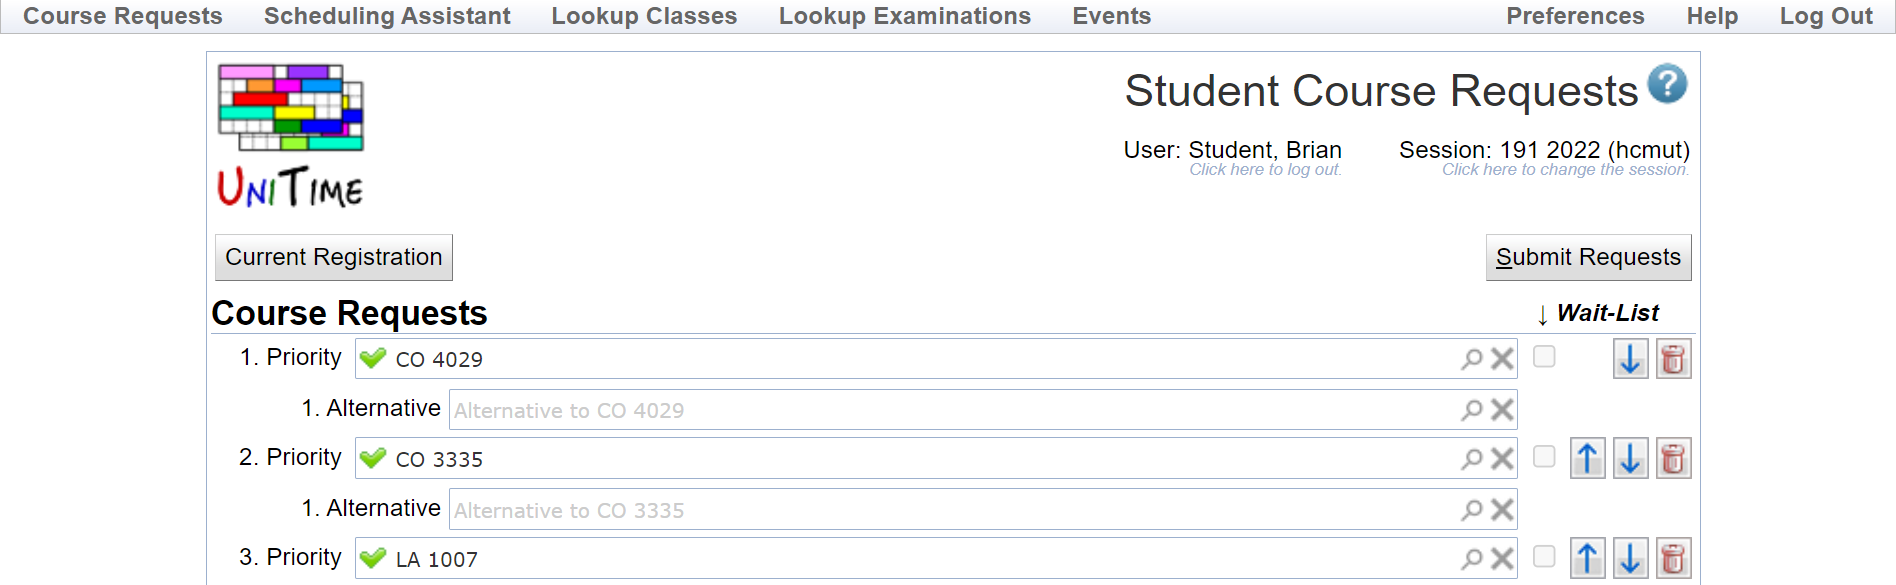 Course Requests Scheduling Assistant Lookup Classes Lookup Examinations Events Preferences Help Log Out
Student Course Requests ?
User: Student, Brian Session: 191 2022 (hcmut)
Click here to log out. Click here to change the session.
UNITIME
Current Registration Submit Requests
Course Requests ↓ Wait-List
1. Priority CO 4029
1. Alternative Alternative to CO 4029
2. Priority CO 3335
1. Alternative Alternative to CO 3335
3. Priority LA 1007